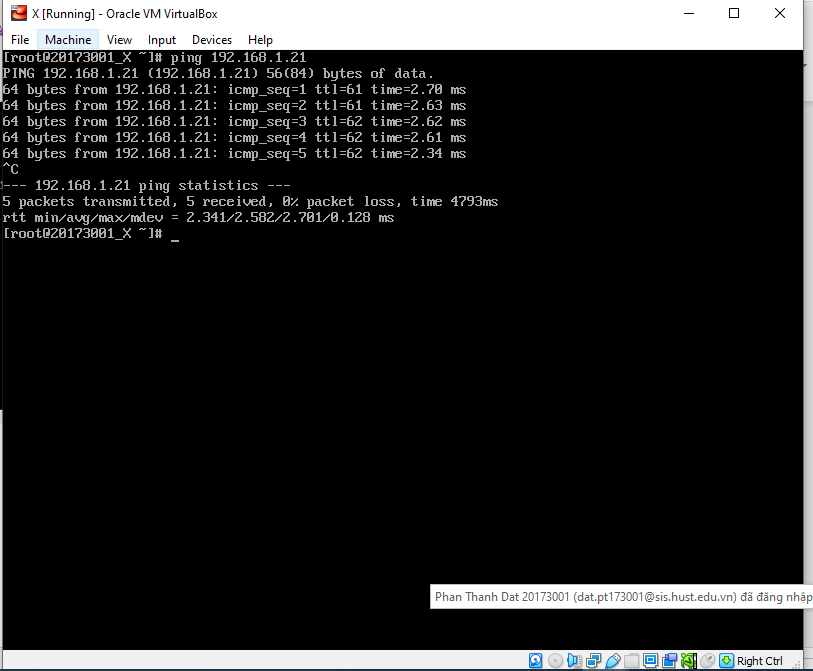 X [Running] - Oracle VM VirtualBox
File Machine View Input Devices Help
[root@20173001_X ~]# ping 192.168.1.21
PING 192.168.1.21 (192.168.1.21) 56(84) bytes of data.
64 bytes from 192.168.1.21: icmp_seq=1 ttl=61 time=2.70 ms
64 bytes from 192.168.1.21: icmp_seq=2 ttl=61 time=2.63 ms
64 bytes from 192.168.1.21: icmp_seq=3 ttl=62 time=2.62 ms
64 bytes from 192.168.1.21: icmp_seq=4 ttl=62 time=2.61 ms
64 bytes from 192.168.1.21: icmp_seq=5 ttl=62 time=2.34 ms
^C
--- 192.168.1.21 ping statistics ---
5 packets transmitted, 5 received, 0% packet loss, time 4793ms
rtt min/avg/max/mdev = 2.341/2.582/2.701/0.128 ms
[root@20173001_X ~]# _
Phan Thanh Dat 20173001 (dat.pt173001@sis.hust.edu.vn) đã đăng nhập
Right Ctrl